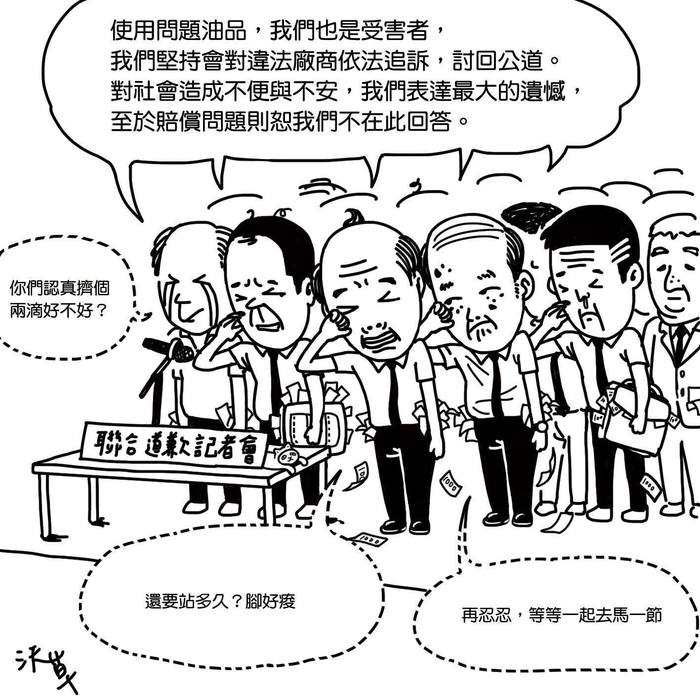 使用問題油品，我們也是受害者，
我們堅持會對違法廠商依法追訴，討回公道。
對社會造成不便與不安，我們表達最大的遺憾，
至於賠償問題則恕我們不在此回答。
你們認真擠個
兩滴好不好？
聯合道歉記者會
1000
1000
1000
1000
還要站多久？腳好痠
再忍忍，等等一起去馬一節